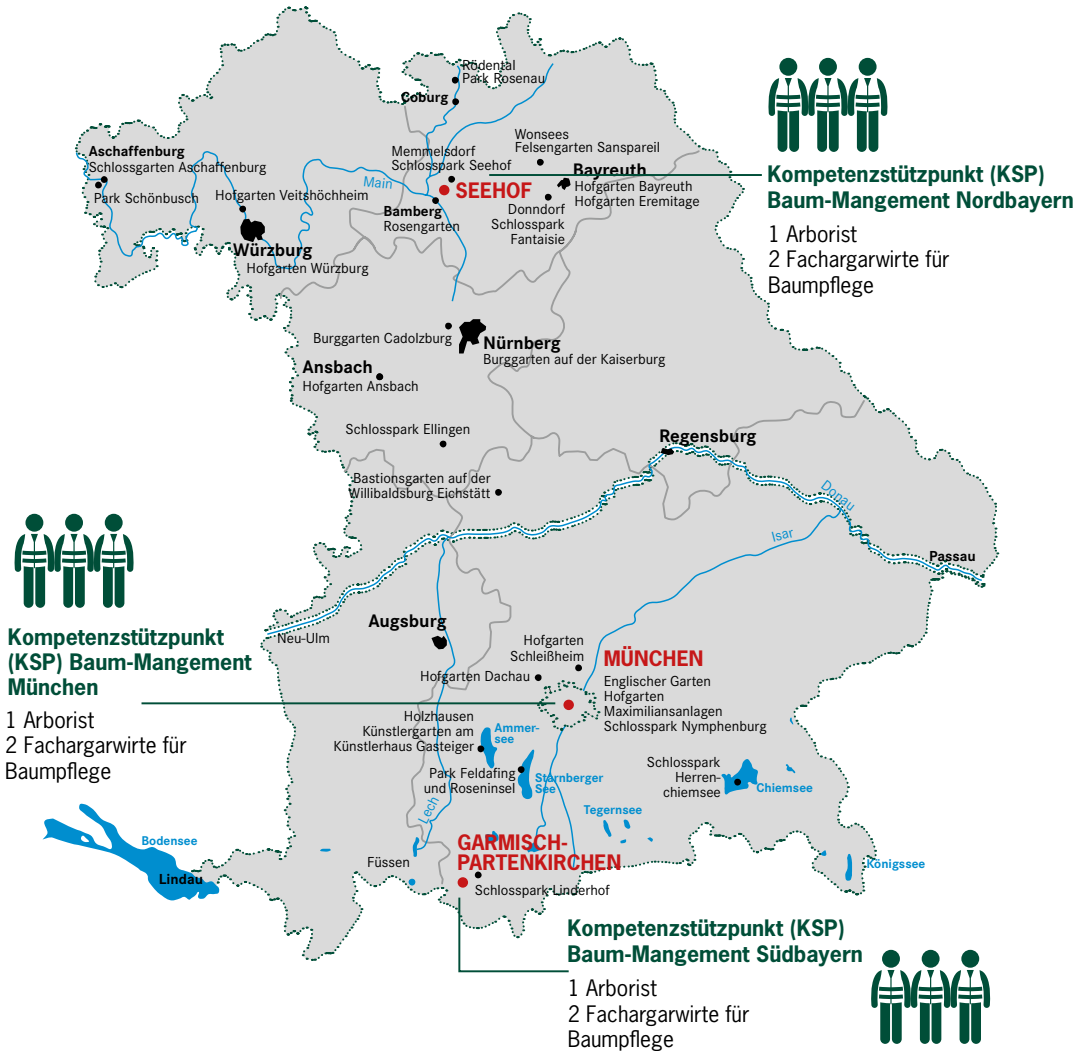 Rödental
Park Rosenau
Coburg
Wonsees
Felsengarten Sanspareil
Memmelsdorf
Schlosspark Seehof
Aschaffenburg
Schlossgarten Aschaffenburg
Park Schönbusch
Hofgarten Veitshöchheim
Main
SEEHOF
Bayreuth
Hofgarten Bayreuth
Hofgarten Eremitage
Bamberg
Rosengarten
Donndorf
Schlosspark
Fantaisie
Würzburg
Hofgarten Würzburg
Kompetenzstützpunkt (KSP)
Baum-Mangement Nordbayern
1 Arborist
2 Fachargarwirte für
Baumpflege
Burggarten Cadolzburg
Nürnberg
Burggarten auf der Kaiserburg
Ansbach
Hofgarten Ansbach
Schlosspark Ellingen
Regensburg
Bastionsgarten auf der
Willibaldsburg Eichstätt
Donau
Isar
Passau
Neu-Ulm
Augsburg
Kompetenzstützpunkt
(KSP) Baum-Mangement
München
1 Arborist
2 Fachargarwirte für
Baumpflege
Hofgarten
Schleißheim
Hofgarten Dachau
MÜNCHEN
Englischer Garten
Hofgarten
Maximiliansanlagen
Schlosspark Nymphenburg
Holzhausen
Künstlergarten am
Künstlerhaus Gasteiger
Ammer-
see
Park Feldafing
und Roseninsel
Starnberger
See
Schlosspark
Herren-
chiemsee
Chiemsee
Tegernsee
Lech
Bodensee
Lindau
Füssen
GARMISCH-
PARTENKIRCHEN
Schlosspark Linderhof
Königssee
Kompetenzstützpunkt (KSP)
Baum-Mangement Südbayern
1 Arborist
2 Fachargarwirte für
Baumpflege